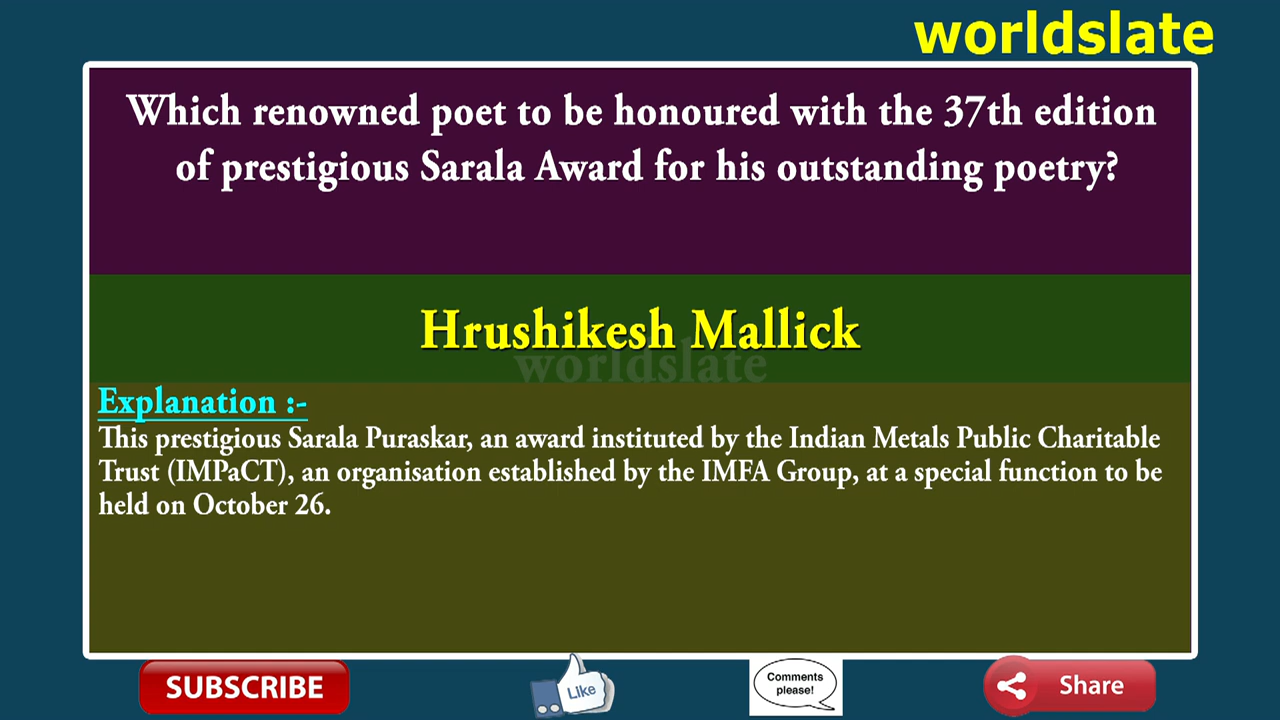 worldslate
Which renowned poet to be honoured with the 37th edition
of prestigious Sarala Award for his outstanding poetry?
Hrushikesh Mallick
worldslate
Explanation :-
This prestigious Sarala Puraskar, an award instituted by the Indian Metals Public Charitable
Trust (IMPaCT), an organisation established by the IMFA Group, at a special function to be
held on October 26.
SUBSCRIBE
Like
Comments
please!
Share